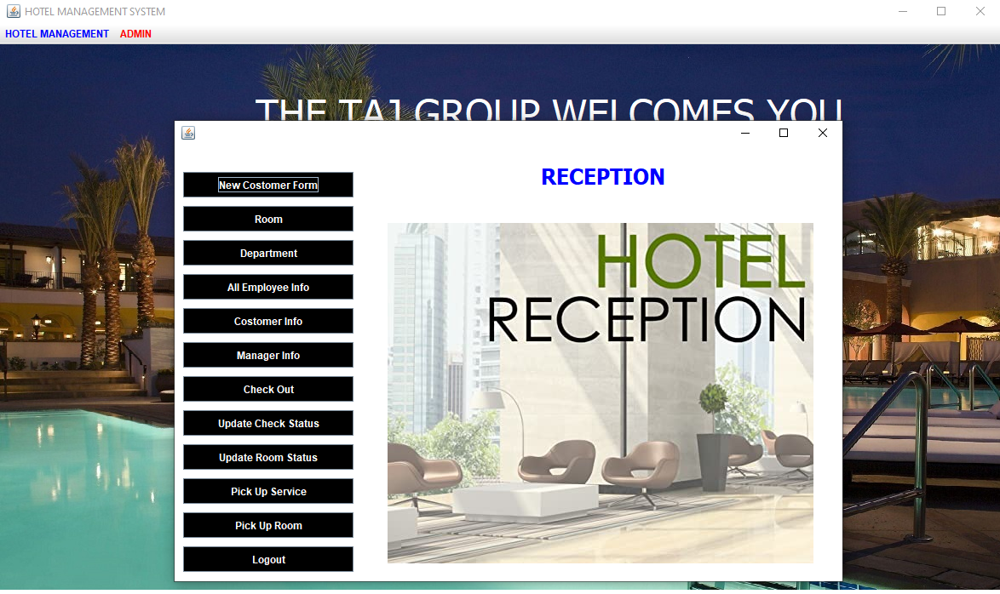 HOTEL MANAGEMENT SYSTEM
HOTEL MANAGEMENT ADMIN
THE TAJ GROUP WELCOMES YOU
RECEPTION
New Costomer Form
Room
Department
All Employee Info
Costomer Info
Manager Info
Check Out
Update Check Status
Update Room Status
Pick Up Service
Pick Up Room
Logout
HOTEL
RECEPTION